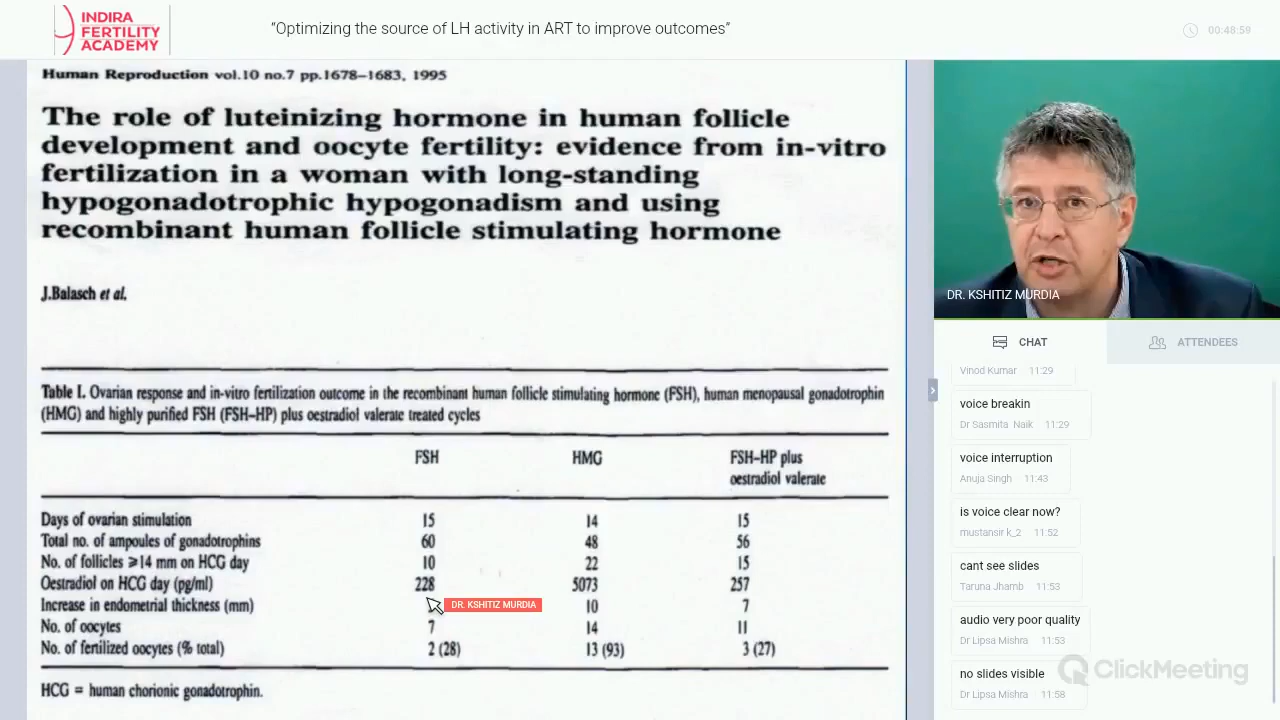 INDIRA
FERTILITY
ACADEMY
“Optimizing the source of LH activity in ART to improve outcomes”
00:48:59
Human Reproduction vol.10 no.7 pp.1678–1683, 1995
The role of luteinizing hormone in human follicle
development and oocyte fertility: evidence from in-vitro
fertilization in a woman with long-standing
hypogonadotrophic hypogonadism and using
recombinant human follicle stimulating hormone
J.Balasch et al.
Table I. Ovarian response and in-vitro fertilization outcome in the recombinant human follicle stimulating hormone (FSH), human menopausal gonadotrophin
(HMG) and highly purified FSH (FSH–HP) plus oestradiol valerate treated cycles
FSH HMG FSH–HP plus
oestradiol valerate
Days of ovarian stimulation 15 14 15
Total no. of ampoules of gonadotrophins 60 48 56
No. of follicles ≥14 mm on HCG day 10 22 15
Oestradiol on HCG day (pg/ml) 228 5073 257
Increase in endometrial thickness (mm) 10 7
DR. KSHITIZ MURDIA
No. of oocytes 7 14 11
No. of fertilized oocytes (% total) 2 (28) 13 (93) 3 (27)
HCG = human chorionic gonadotrophin.
DR. KSHITIZ MURDIA
CHAT
ATTENDEES
Vinod Kumar 11:29
voice breakin
Dr Sasmita Naik 11:29
voice interruption
Anuja Singh 11:43
is voice clear now?
mustansir k_2 11:52
cant see slides
Taruna Jhamb 11:53
audio very poor quality
Dr Lipsa Mishra 11:53
no slides visible
Dr Lipsa Mishra 11:58
ClickMeeting